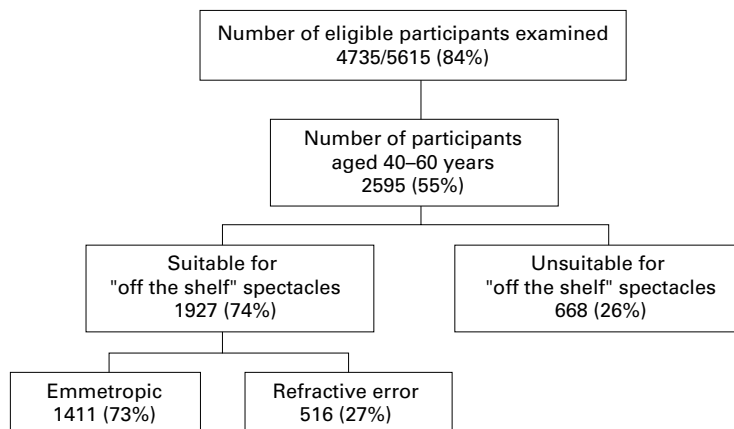 Number of eligible participants examined
4735/5615 (84%)
Number of participants
aged 40–60 years
2595 (55%)
Suitable for
"off the shelf" spectacles
1927 (74%)
Unsuitable for
"off the shelf" spectacles
668 (26%)
Emmetropic
1411 (73%)
Refractive error
516 (27%)